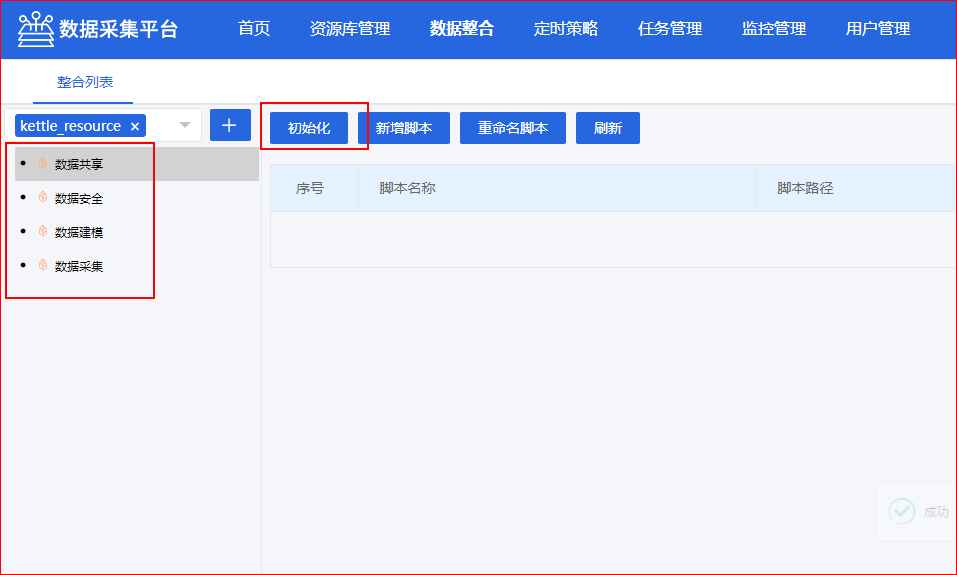 数据采集平台 首页 资源库管理 数据整合 定时策略 任务管理 监控管理 用户管理
整合列表
kettle_resource × + 初始化 新增脚本 重命名脚本 刷新
数据共享
数据安全
数据建模
数据采集
序号 脚本名称 脚本路径
成功